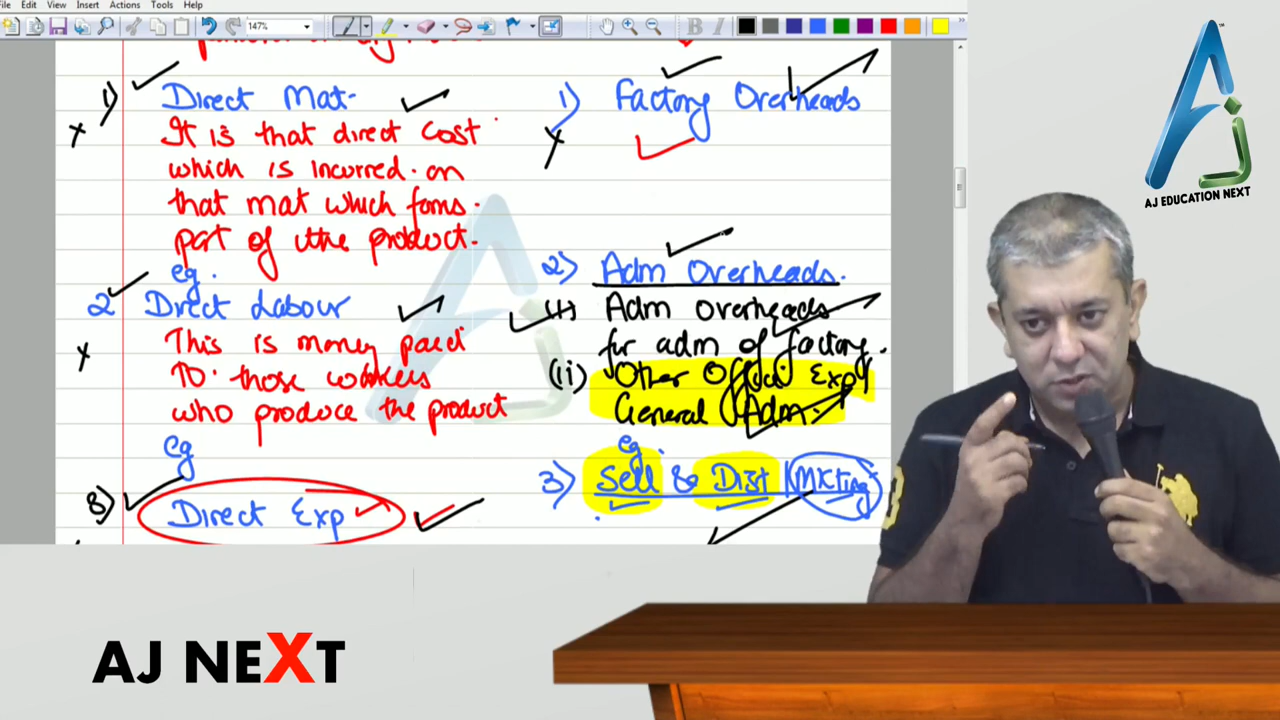 File Edit View Insert Actions Tools Help
147%
B I
1) Direct Mat-
It is that direct cost
which is incurred on
that mat which forms
part of the product.
eg.
2 Direct Labour
This is money paid
to those workers
who produce the product
eg
3) Direct Exp
1) Factory Overheads
2) Adm Overheads.
(i) Adm overheads
for adm of factory.
(ii) Other Office Exp/
General Adm.
eg.
3) Sell & Dist / Mkting
AJ EDUCATION NEXT
AJ NEXT